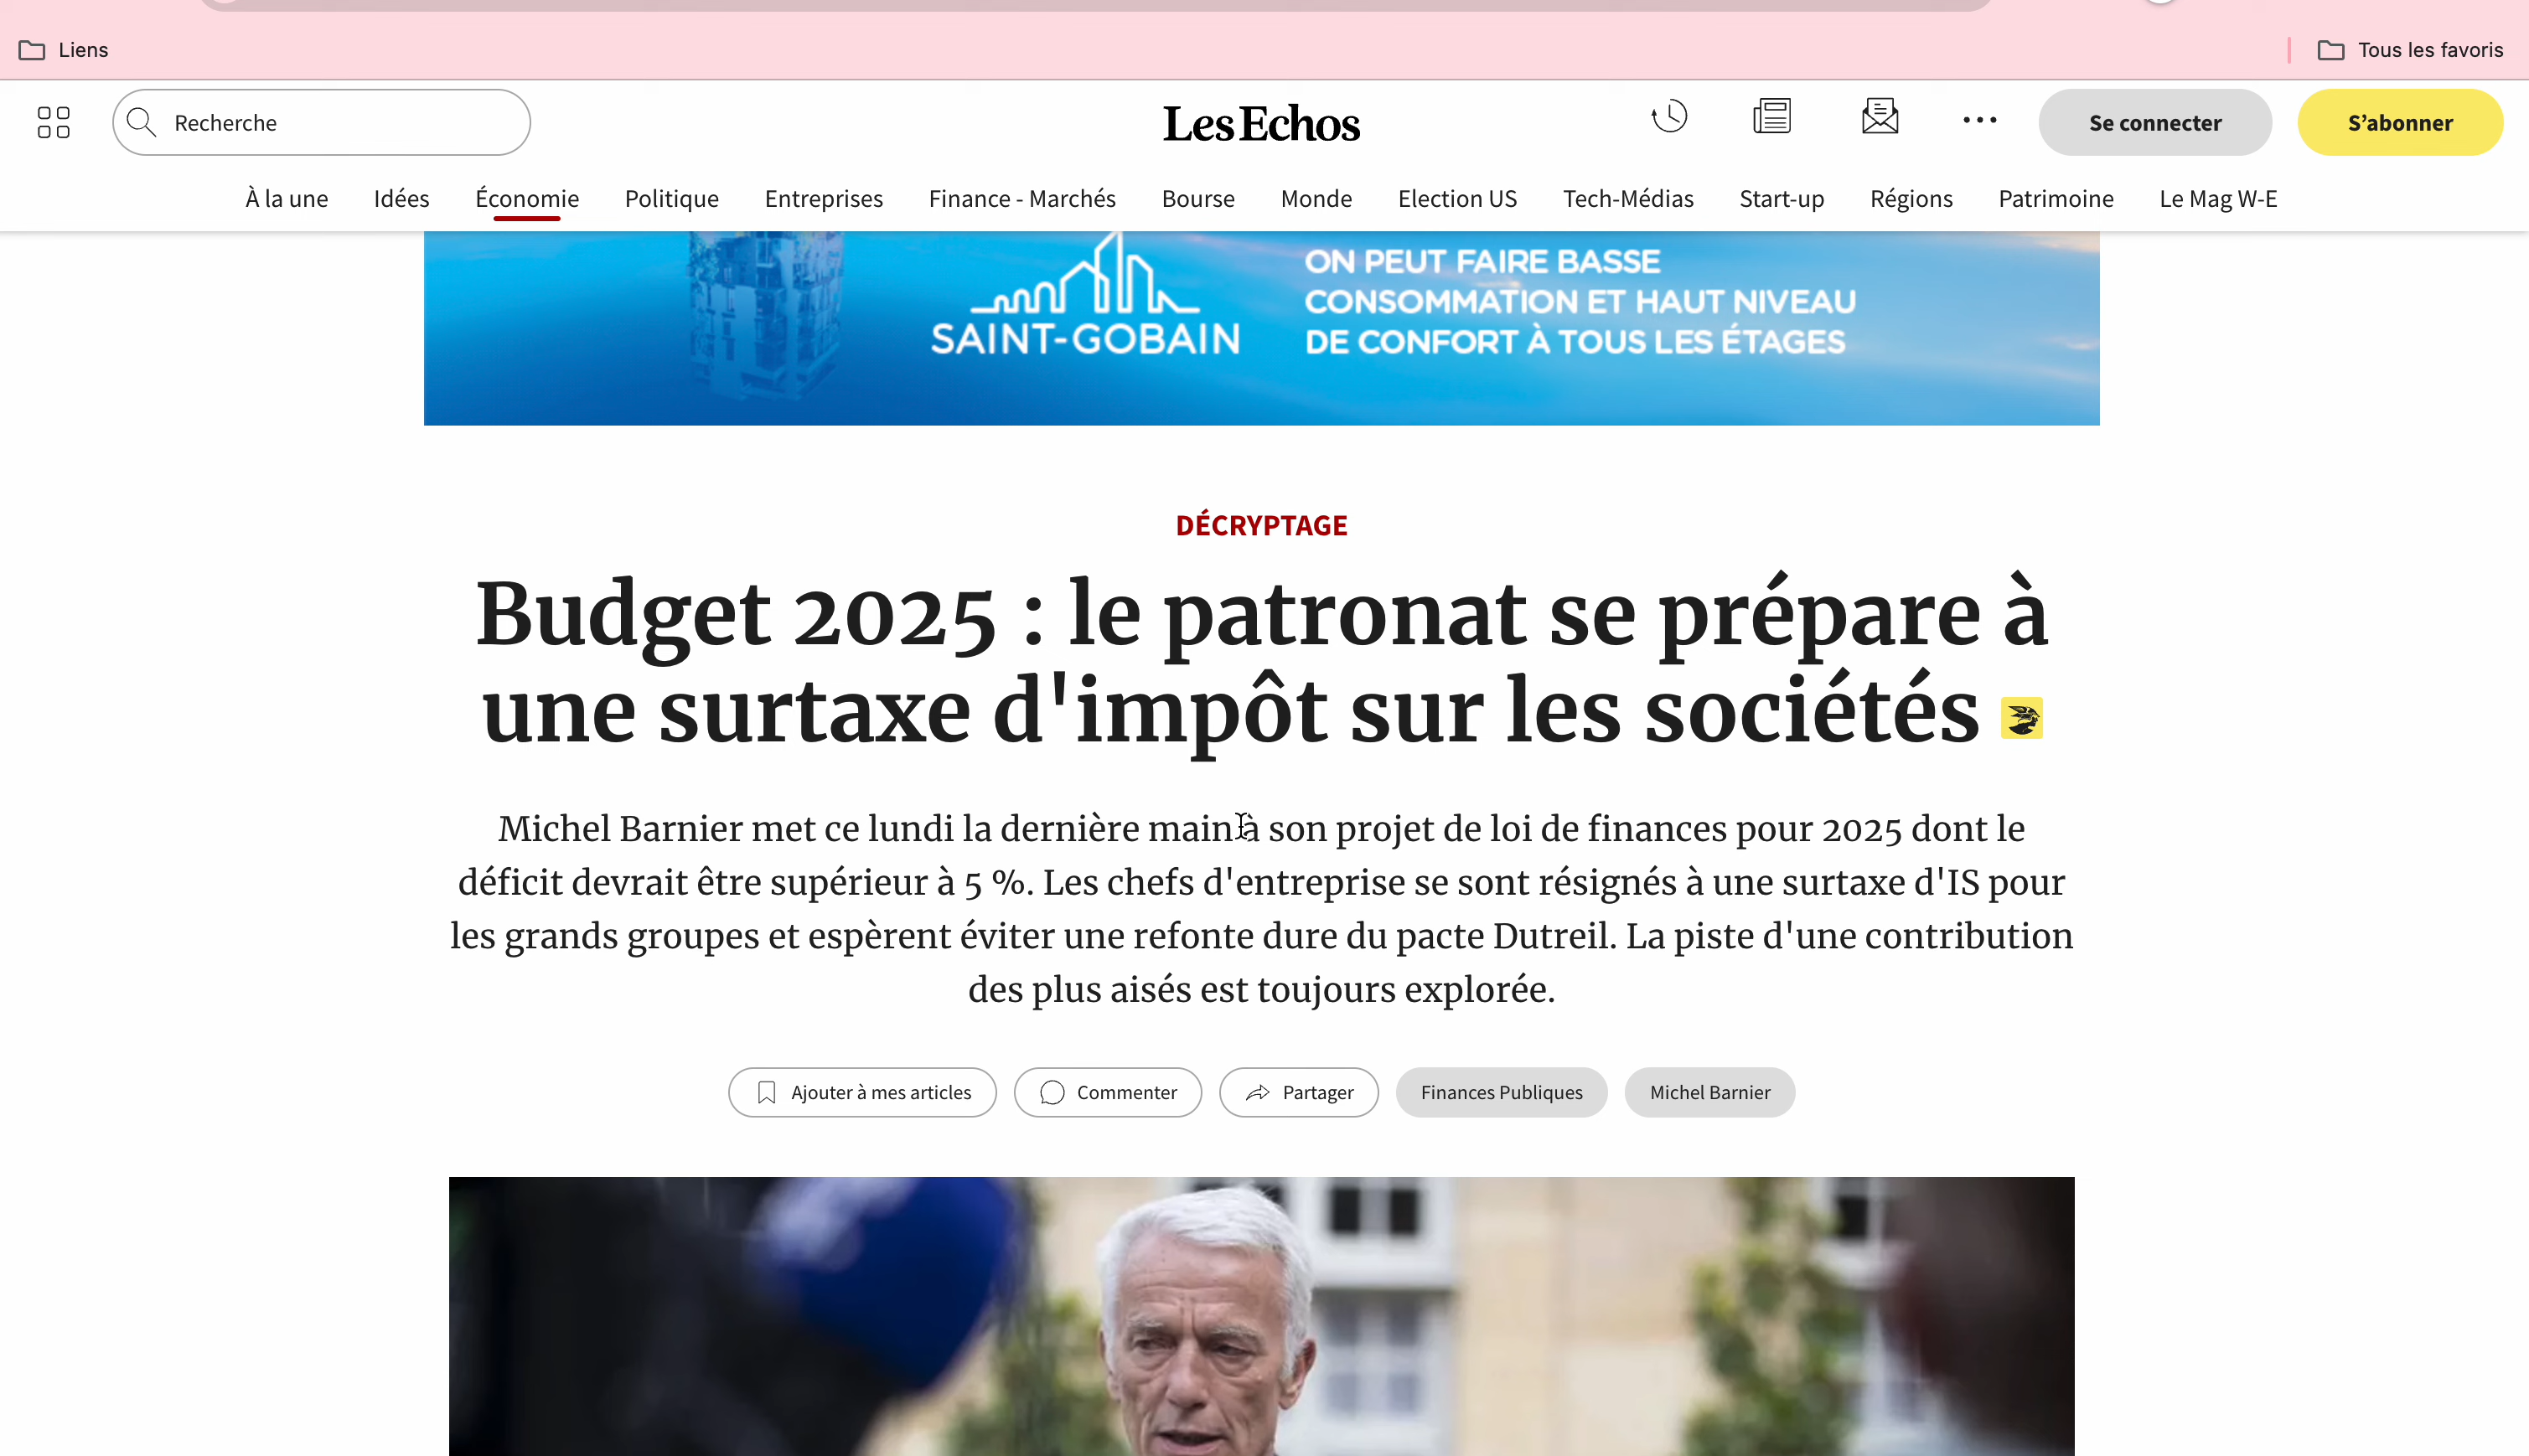 Liens
Tous les favoris
Recherche
Les Echos
Se connecter
S’abonner
À la une
Idées
Économie
Politique
Entreprises
Finance - Marchés
Bourse
Monde
Election US
Tech-Médias
Start-up
Régions
Patrimoine
Le Mag W-E
SAINT-GOBAIN
ON PEUT FAIRE BASSE
CONSOMMATION ET HAUT NIVEAU
DE CONFORT À TOUS LES ÉTAGES
DÉCRYPTAGE
Budget 2025 : le patronat se prépare à
une surtaxe d'impôt sur les sociétés
Michel Barnier met ce lundi la dernière main à son projet de loi de finances pour 2025 dont le
déficit devrait être supérieur à 5 %. Les chefs d'entreprise se sont résignés à une surtaxe d'IS pour
les grands groupes et espèrent éviter une refonte dure du pacte Dutreil. La piste d'une contribution
des plus aisés est toujours explorée.
Ajouter à mes articles
Commenter
Partager
Finances Publiques
Michel Barnier